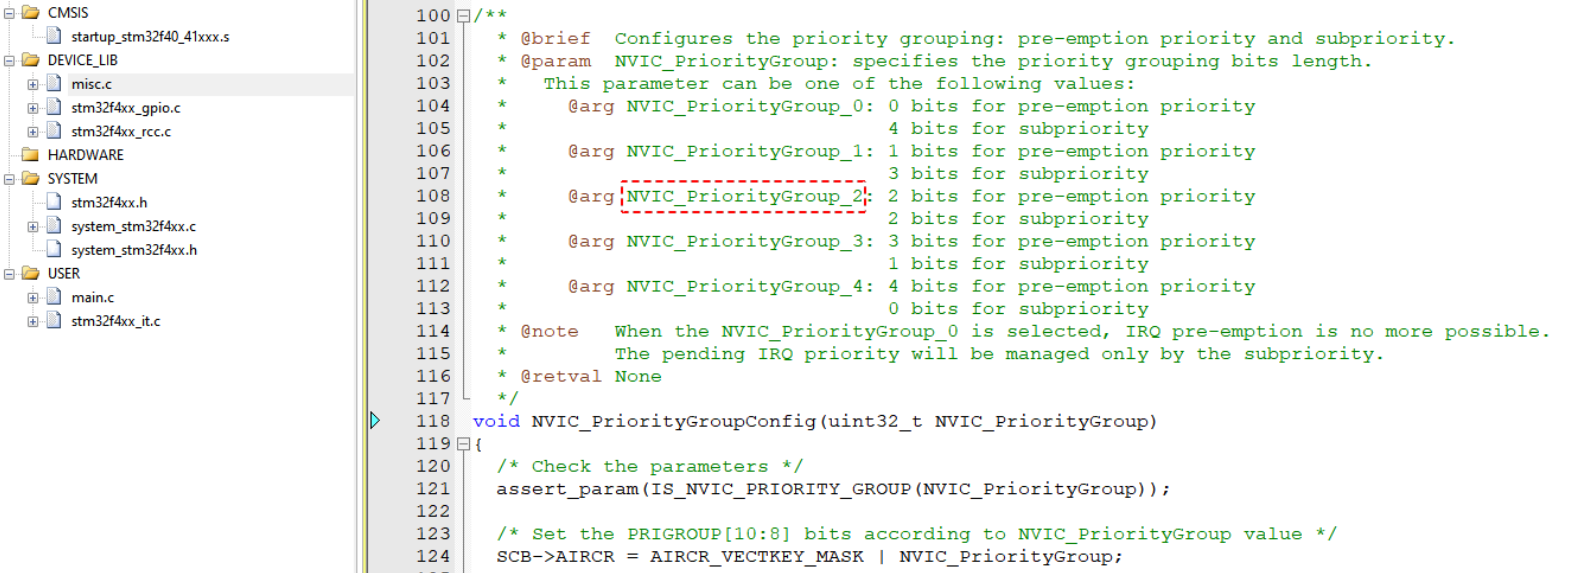 CMSIS
startup_stm32f40_41xxx.s
DEVICE_LIB
misc.c
stm32f4xx_gpio.c
stm32f4xx_rcc.c
HARDWARE
SYSTEM
stm32f4xx.h
system_stm32f4xx.c
system_stm32f4xx.h
USER
main.c
stm32f4xx_it.c
100 /**
101 * @brief Configures the priority grouping: pre-emption priority and subpriority.
102 * @param NVIC_PriorityGroup: specifies the priority grouping bits length.
103 * This parameter can be one of the following values:
104 * @arg NVIC_PriorityGroup_0: 0 bits for pre-emption priority
105 * 4 bits for subpriority
106 * @arg NVIC_PriorityGroup_1: 1 bits for pre-emption priority
107 * 3 bits for subpriority
108 * @arg NVIC_PriorityGroup_2: 2 bits for pre-emption priority
109 * 2 bits for subpriority
110 * @arg NVIC_PriorityGroup_3: 3 bits for pre-emption priority
111 * 1 bits for subpriority
112 * @arg NVIC_PriorityGroup_4: 4 bits for pre-emption priority
113 * 0 bits for subpriority
114 * @note When the NVIC_PriorityGroup_0 is selected, IRQ pre-emption is no more possible.
115 * The pending IRQ priority will be managed only by the subpriority.
116 * @retval None
117 */
118 void NVIC_PriorityGroupConfig(uint32_t NVIC_PriorityGroup)
119 {
120 /* Check the parameters */
121 assert_param(IS_NVIC_PRIORITY_GROUP(NVIC_PriorityGroup));
122
123 /* Set the PRIGROUP[10:8] bits according to NVIC_PriorityGroup value */
124 SCB->AIRCR = AIRCR_VECTKEY_MASK | NVIC_PriorityGroup;